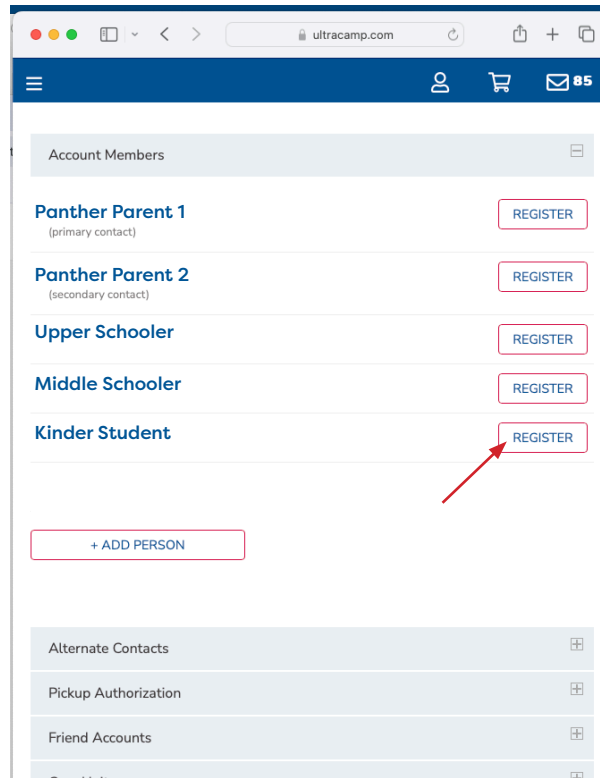 ultracamp.com
85
Account Members
Panther Parent 1
REGISTER
(primary contact)
Panther Parent 2
REGISTER
(secondary contact)
Upper Schooler
REGISTER
Middle Schooler
REGISTER
Kinder Student
REGISTER
+ ADD PERSON
Alternate Contacts
Pickup Authorization
Friend Accounts